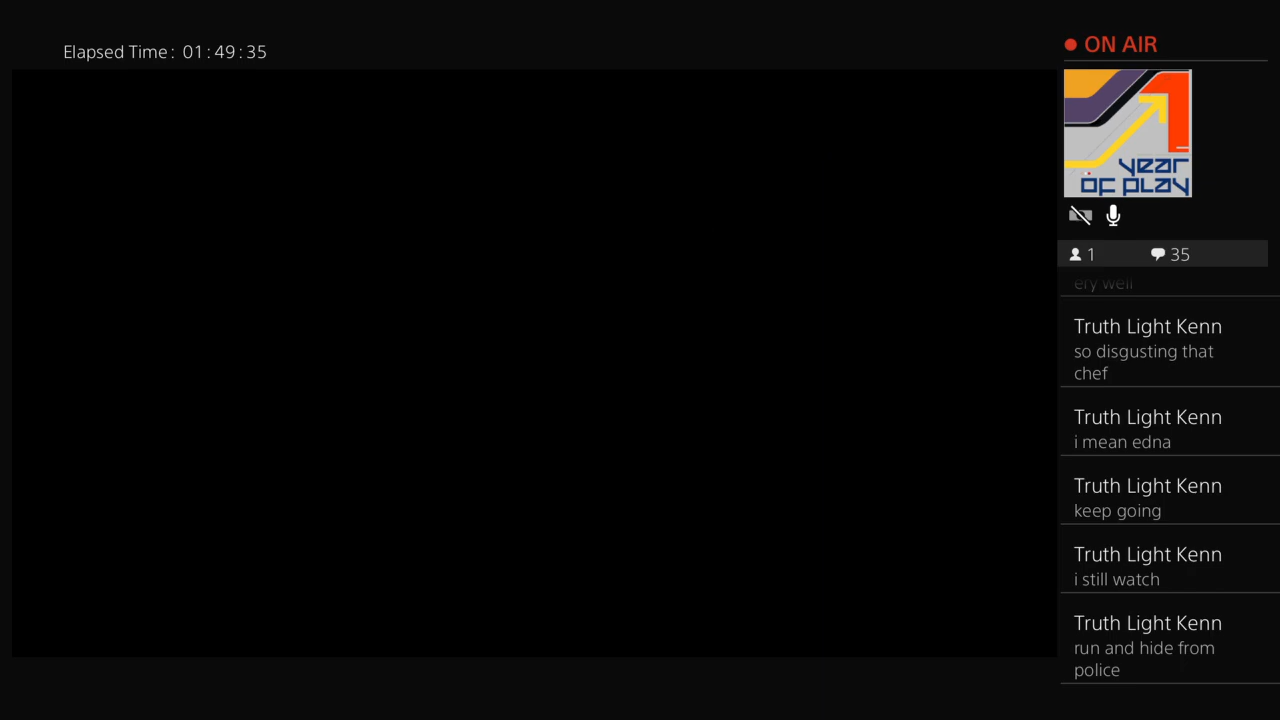 Elapsed Time: 01:49:35
ON AIR
year
of play
1 35
ery well
Truth Light Kenn
so disgusting that
chef
Truth Light Kenn
i mean edna
Truth Light Kenn
keep going
Truth Light Kenn
i still watch
Truth Light Kenn
run and hide from
police